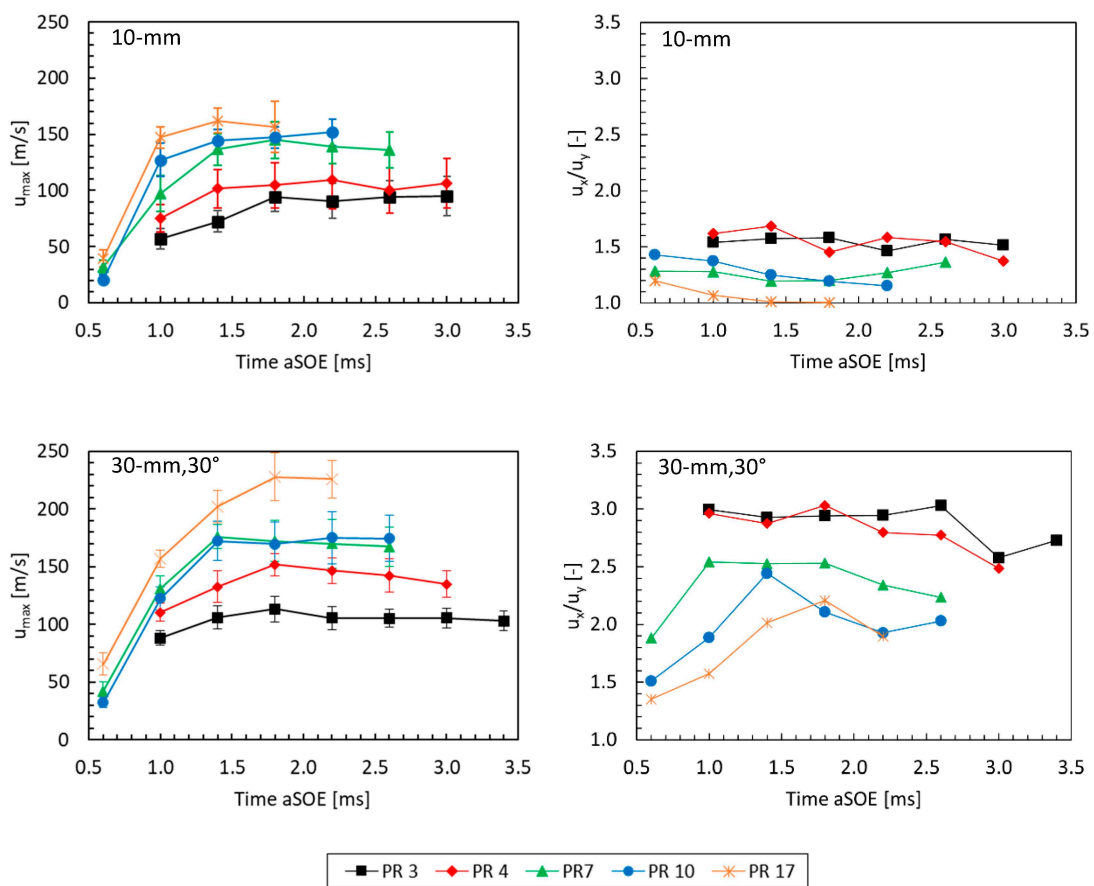 10-mm
250
200
150
100
50
0
u_max [m/s]
0.5 1.0 1.5 2.0 2.5 3.0 3.5
Time aSOE [ms]
10-mm
3.5
3.0
2.5
2.0
1.5
1.0
u_x/u_y [-]
0.5 1.0 1.5 2.0 2.5 3.0 3.5
Time aSOE [ms]
30-mm,30°
250
200
150
100
50
0
u_max [m/s]
0.5 1.0 1.5 2.0 2.5 3.0 3.5
Time aSOE [ms]
30-mm,30°
3.5
3.0
2.5
2.0
1.5
1.0
u_x/u_y [-]
0.5 1.0 1.5 2.0 2.5 3.0 3.5
Time aSOE [ms]
PR 3 PR 4 PR7 PR 10 PR 17